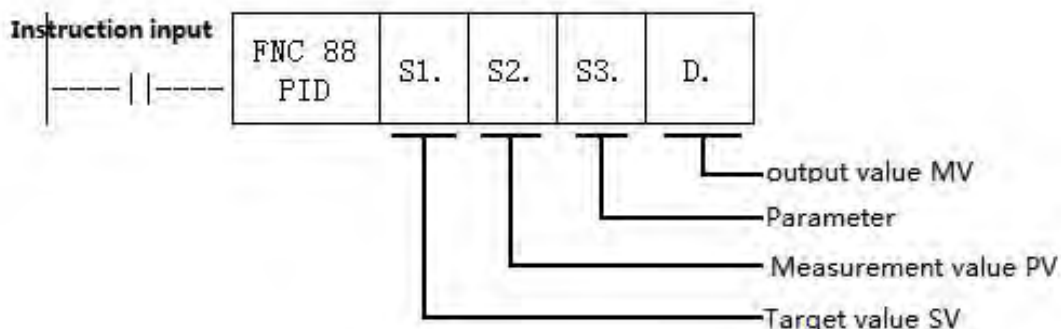 Instruction input
FNC 88
PID
S1.
S2.
S3.
D.
output value MV
Parameter
Measurement value PV
Target value SV